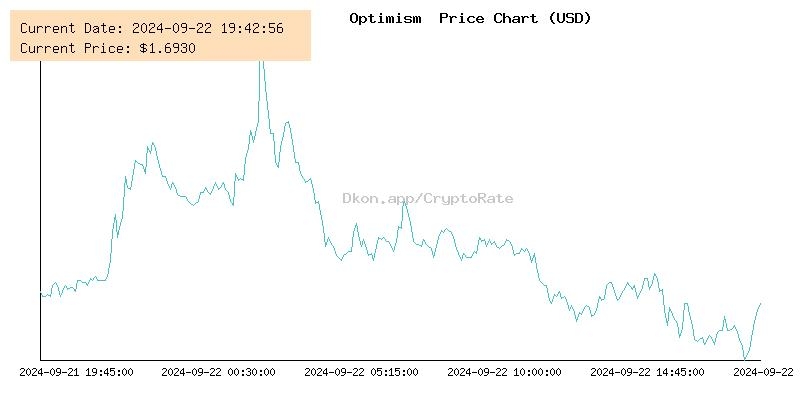 Optimism  Price Chart (USD)
Current Date: 2024-09-22 19:42:56
Current Price: $1.6930
Dkon.app/CryptoRate
2024-09-21 19:45:00 2024-09-22 00:30:00 2024-09-22 05:15:00 2024-09-22 10:00:00 2024-09-22 14:45:00 2024-09-22